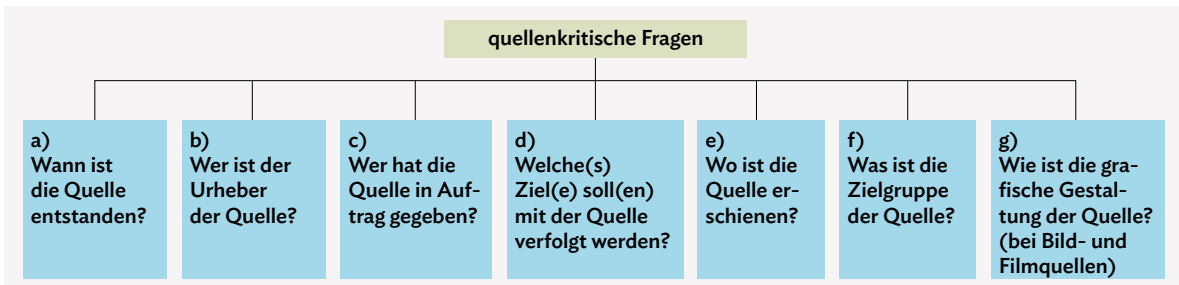 quellenkritische Fragen
a)
Wann ist
die Quelle
entstanden?
b)
Wer ist der
Urheber
der Quelle?
c)
Wer hat die
Quelle in Auf-
trag gegeben?
d)
Welche(s)
Ziel(e) soll(en)
mit der Quelle
verfolgt werden?
e)
Wo ist die
Quelle er-
schienen?
f)
Was ist die
Zielgruppe
der Quelle?
g)
Wie ist die gra-
fische Gestal-
tung der Quelle?
(bei Bild- und
Filmquellen)